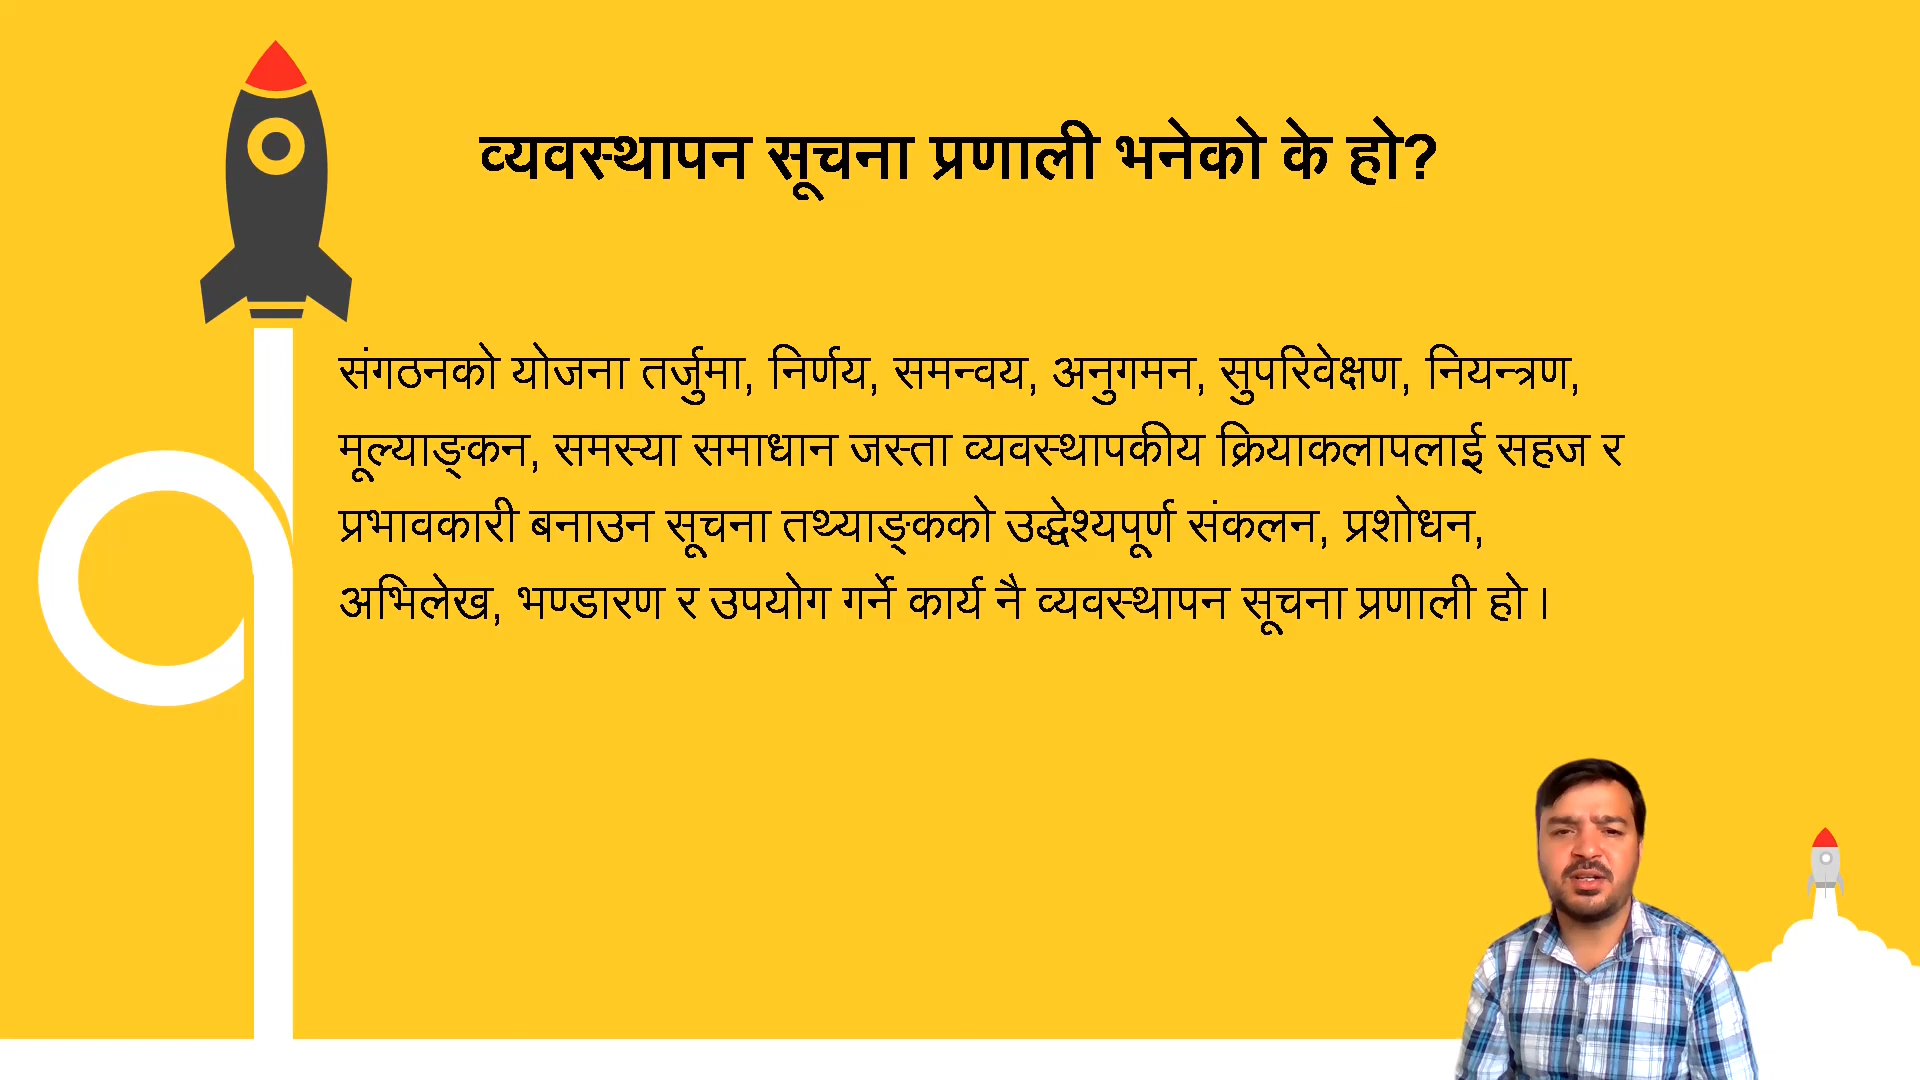 व्यवस्थापन सूचना प्रणाली भनेको के हो?
संगठनको योजना तर्जुमा, निर्णय, समन्वय, अनुगमन, सुपरिवेक्षण, नियन्त्रण,
मूल्याङ्कन, समस्या समाधान जस्ता व्यवस्थापकीय क्रियाकलापलाई सहज र
प्रभावकारी बनाउन सूचना तथ्याङ्कको उद्धेश्यपूर्ण संकलन, प्रशोधन,
अभिलेख, भण्डारण र उपयोग गर्ने कार्य नै व्यवस्थापन सूचना प्रणाली हो।